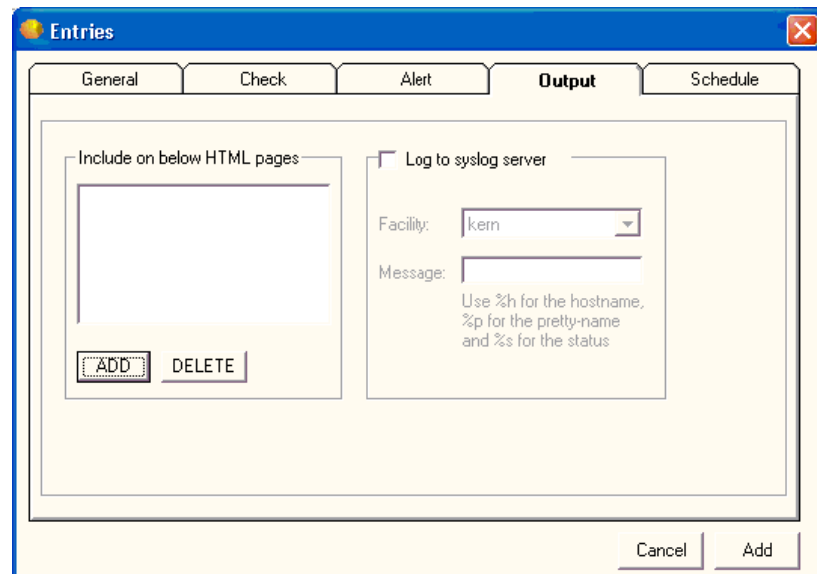 Entries
General
Check
Alert
Output
Schedule
Include on below HTML pages
ADD
DELETE
Log to syslog server
Facility:
kern
Message:
Use %h for the hostname,
%p for the pretty-name
and %s for the status
Cancel
Add